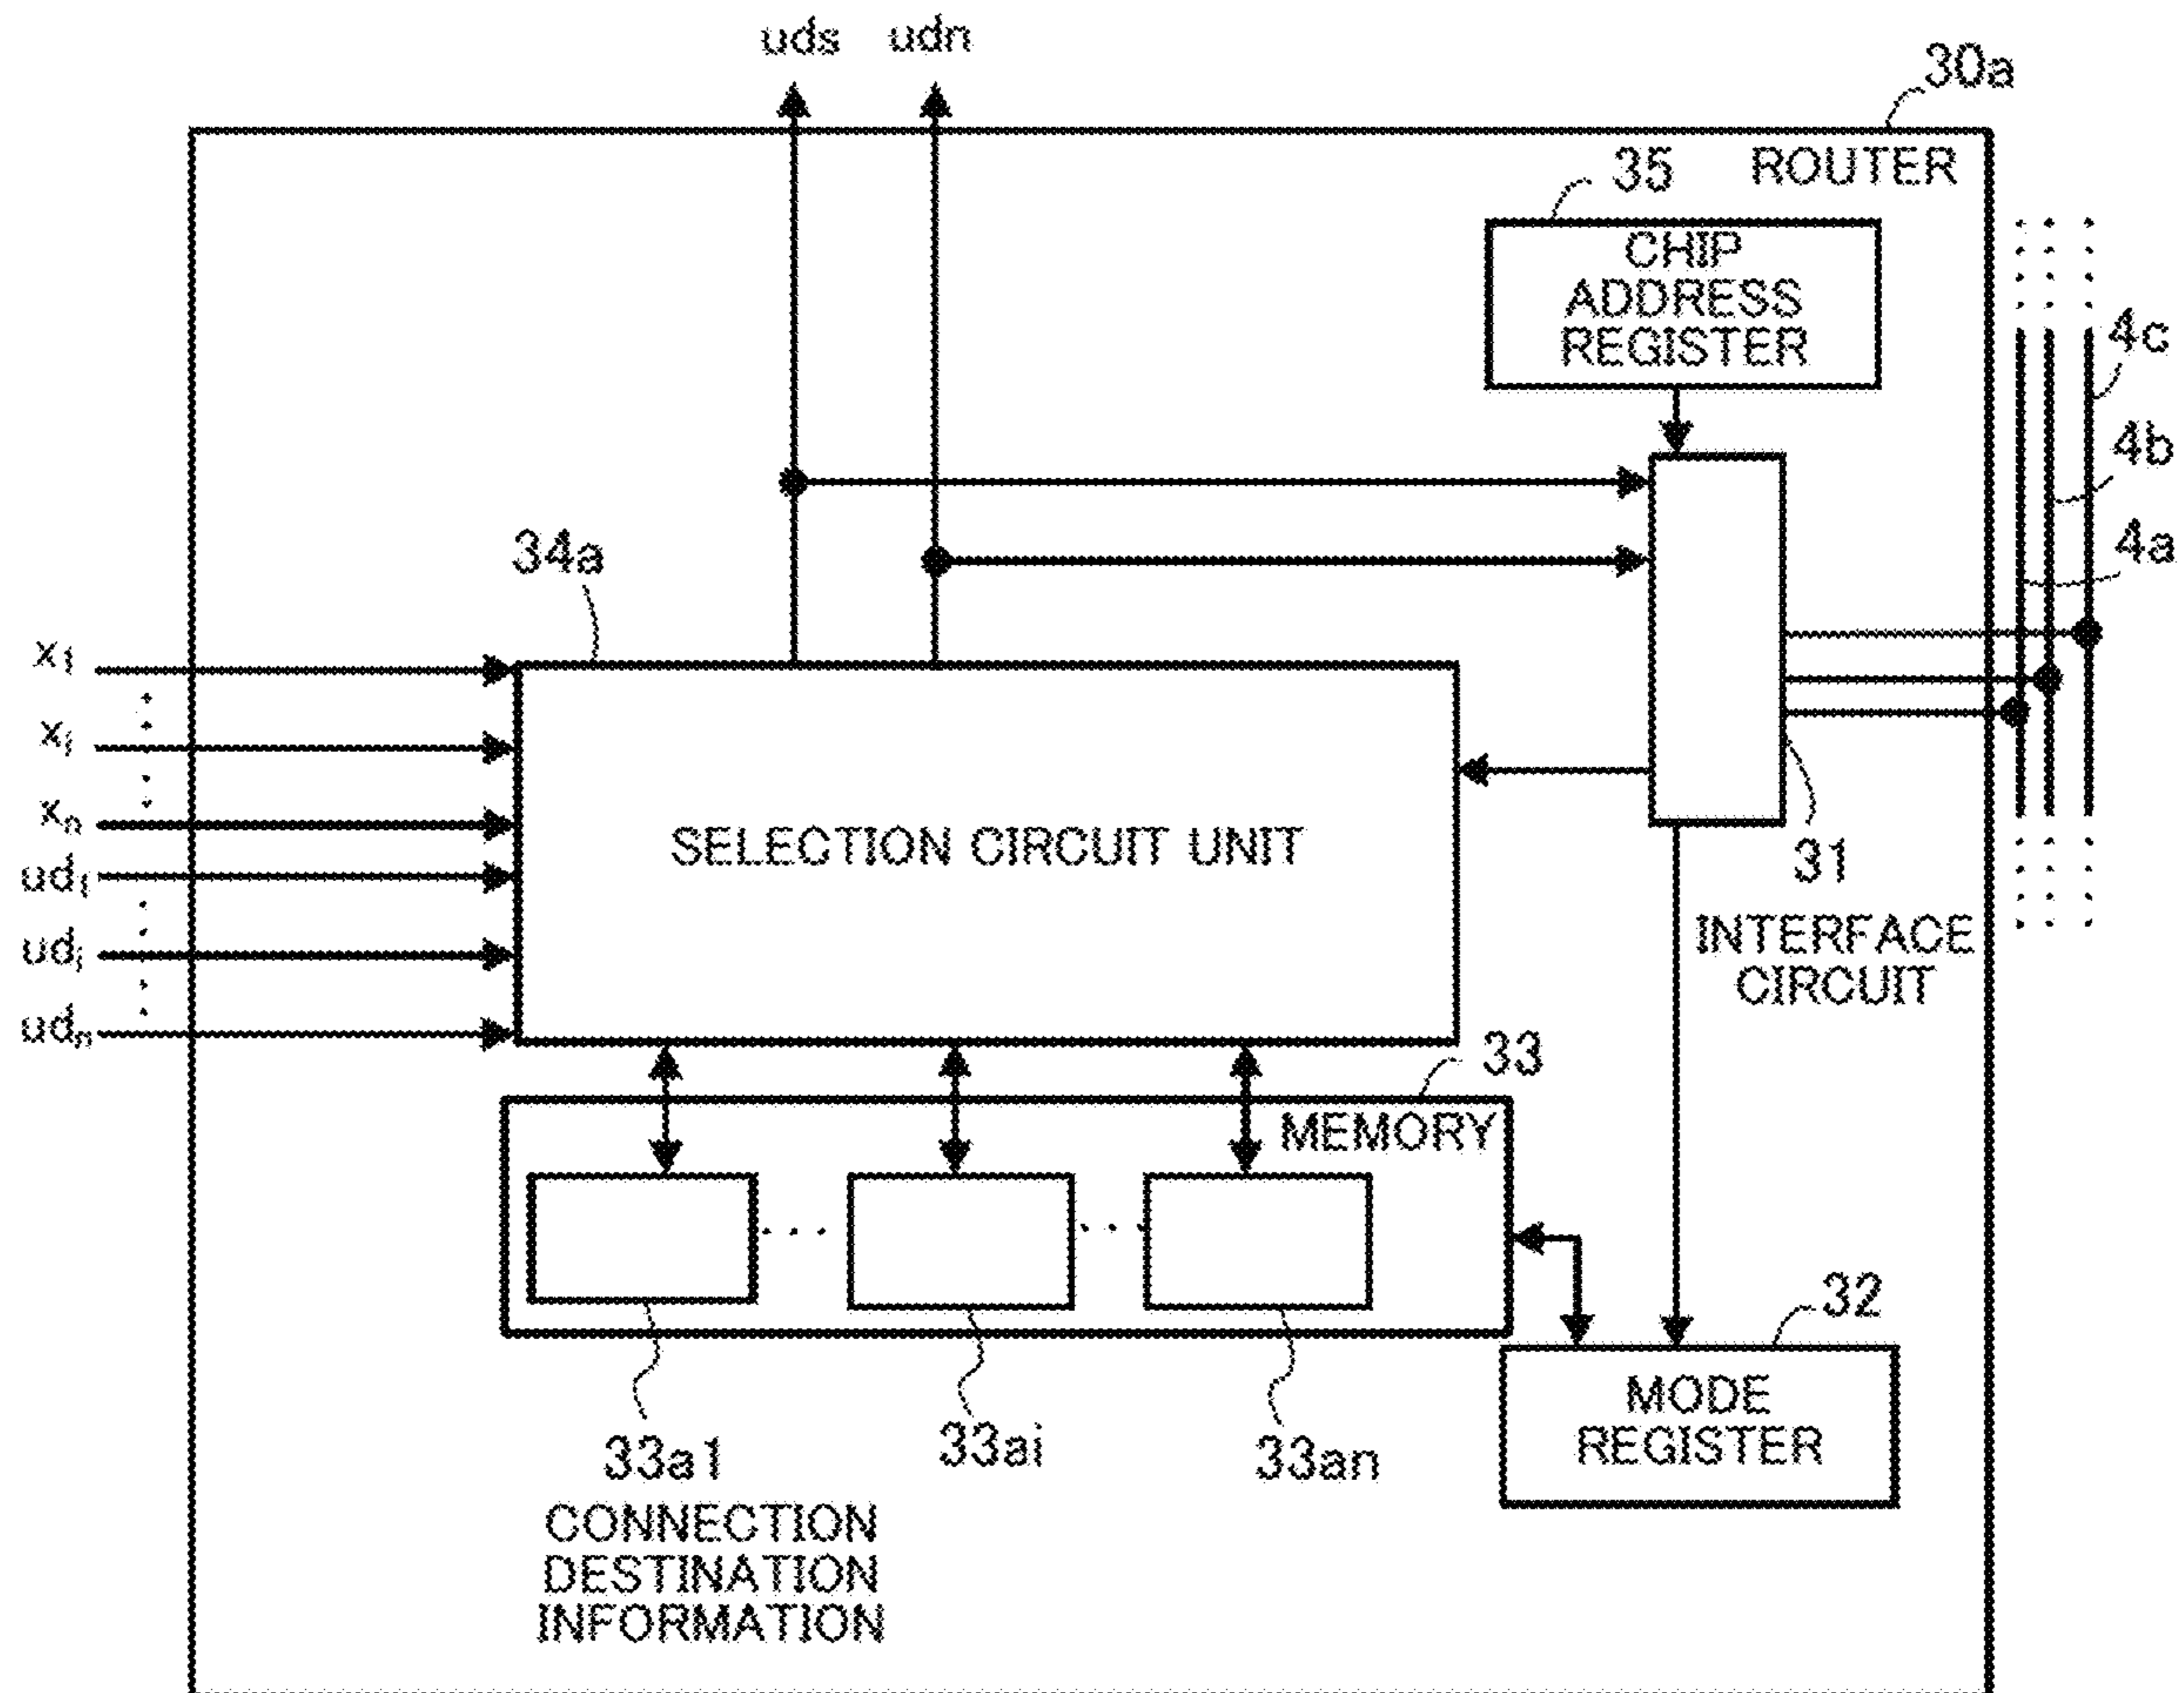 uds udn
30a
ROUTER
35
CHIP
ADDRESS
REGISTER
4c
4b
4a
34a
x1
xi
xn
ud1
udi
udn
SELECTION CIRCUIT UNIT
31
INTERFACE
CIRCUIT
33
MEMORY
32
MODE
REGISTER
33a1
33ai
33an
CONNECTION
DESTINATION
INFORMATION